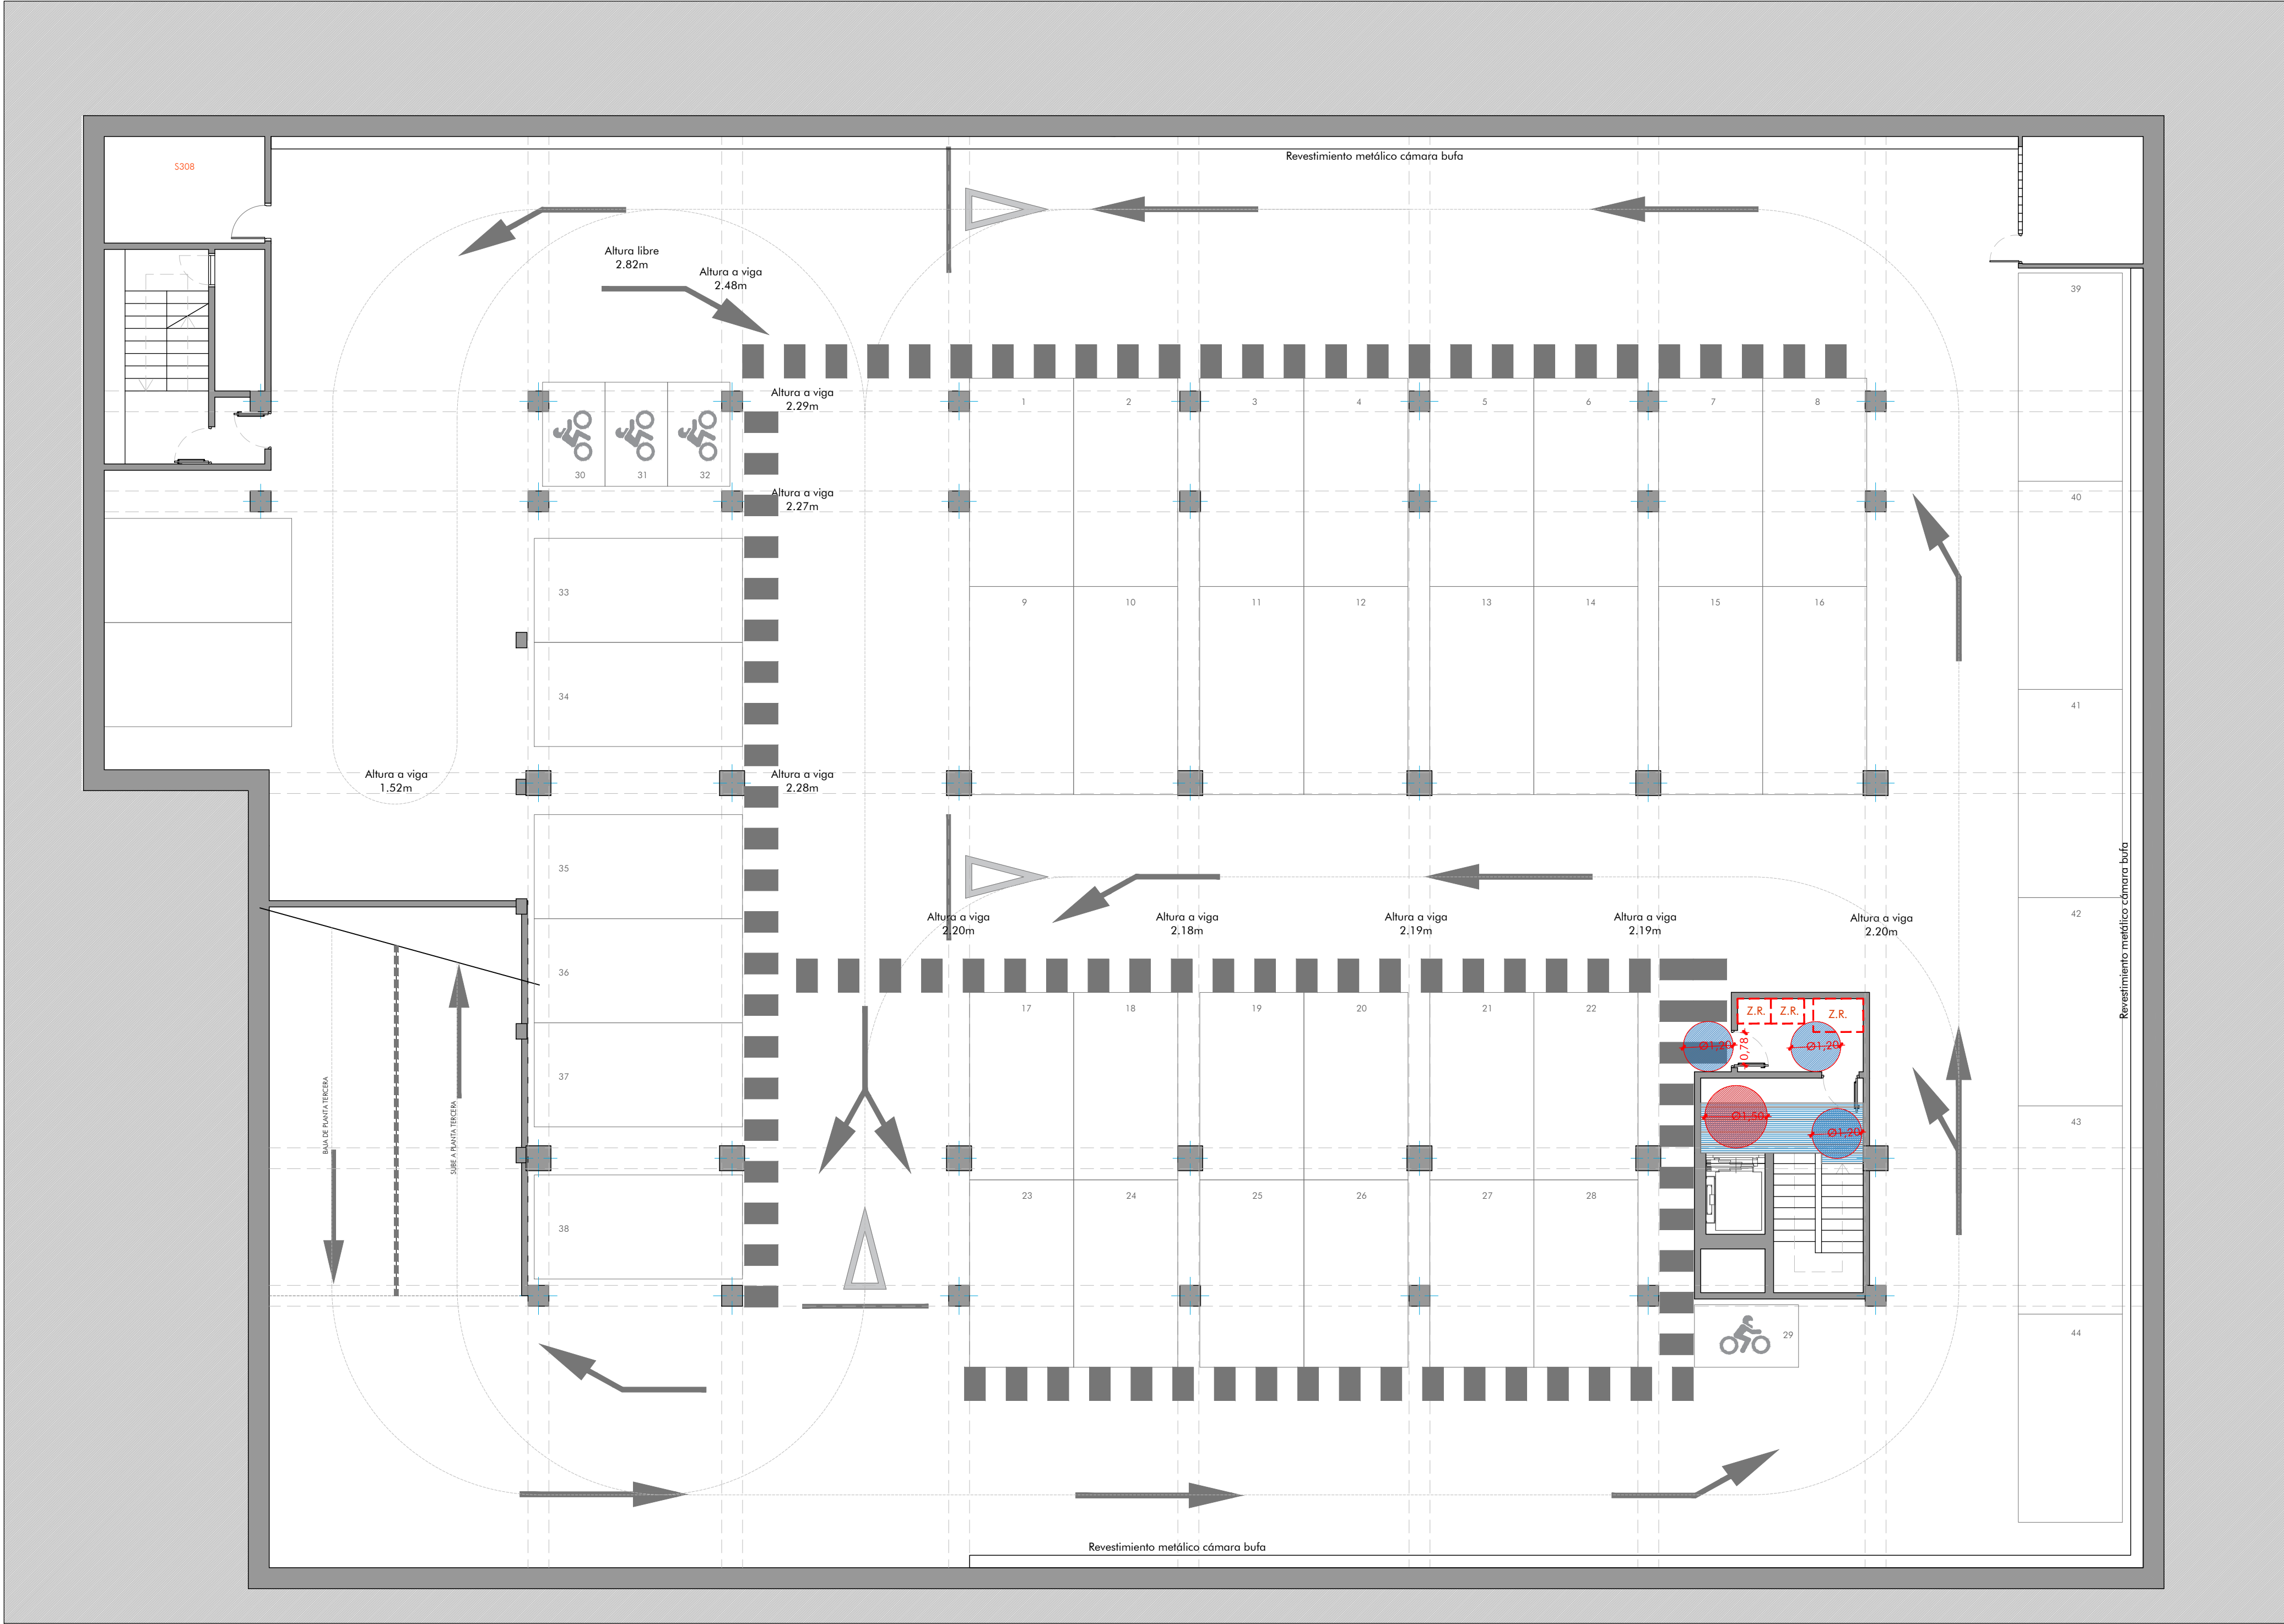 Revestimiento metálico cámara bufa
S308
Altura libre
2.82m
Altura a viga
2.48m
39
Altura a viga
2.29m
1
2
3
4
5
6
7
8
30
31
32
Altura a viga
2.27m
40
33
9
10
11
12
13
14
15
16
34
41
Altura a viga
1.52m
Altura a viga
2.28m
35
Altura a viga
2.20m
Altura a viga
2.18m
Altura a viga
2.19m
Altura a viga
2.19m
Altura a viga
2.20m
42
Revestimiento metálico cámara bufa
36
17
18
19
20
21
22
Z.R.
Z.R.
Z.R.
Ø1,20
0,78
Ø1,20
37
BAJA DE PLANTA TERCERA
SUBE A PLANTA TERCERA
Ø1,50
Ø1,20
43
38
23
24
25
26
27
28
29
44
Revestimiento metálico cámara bufa